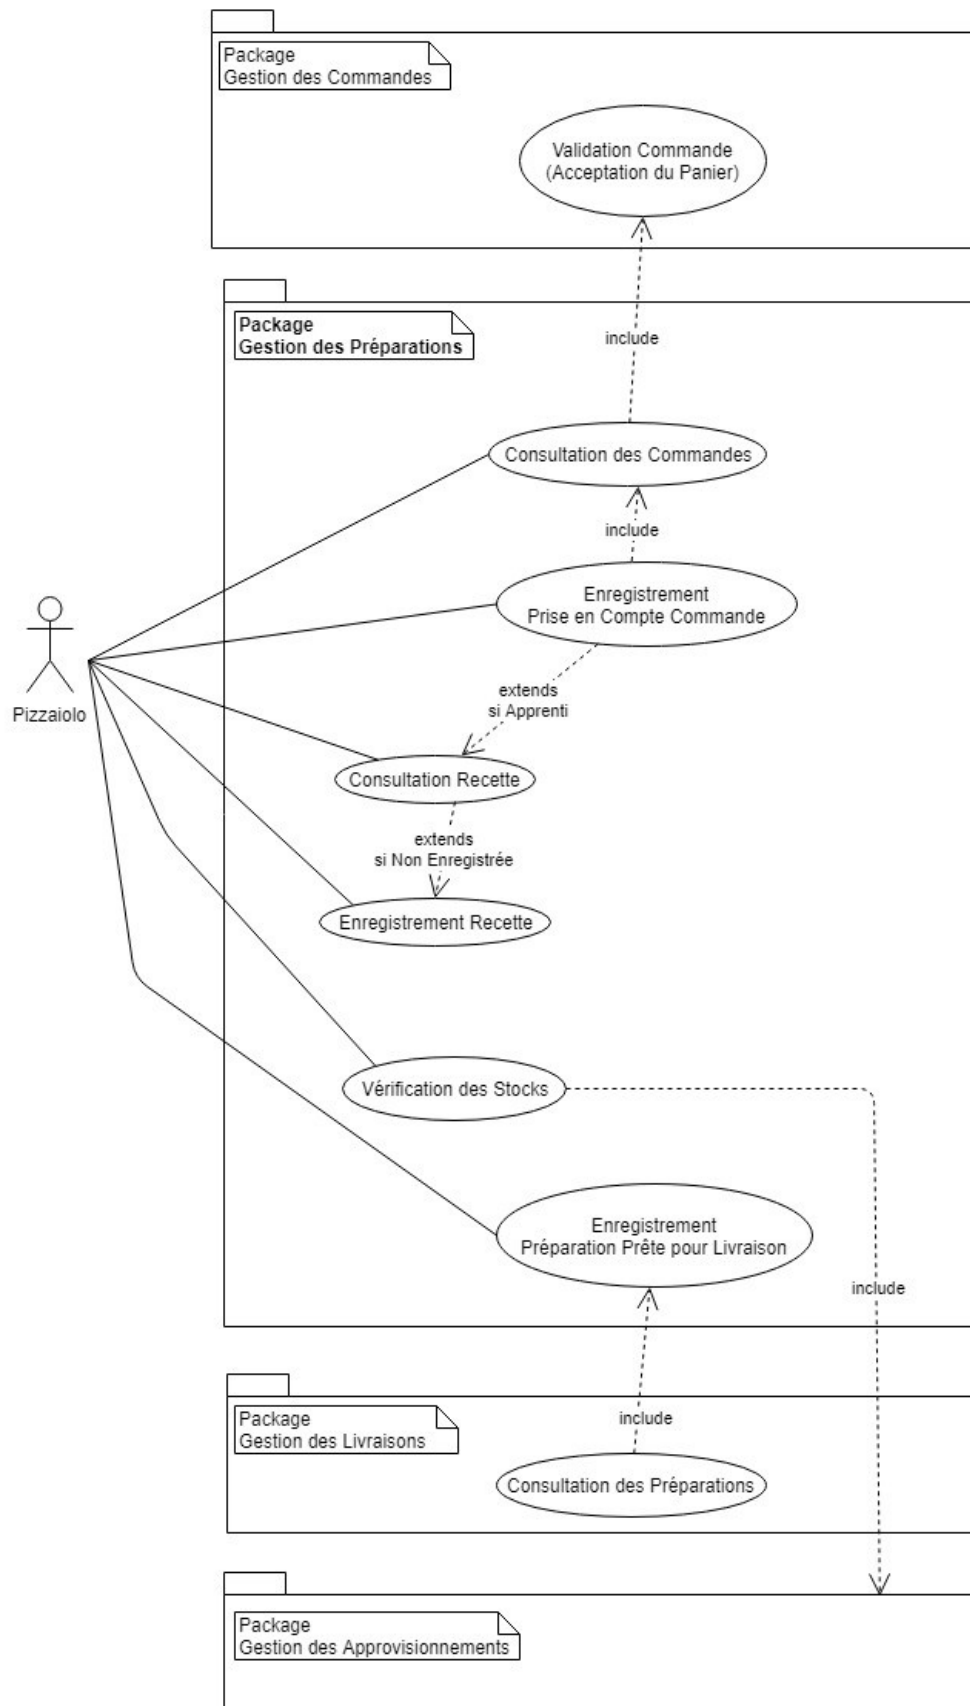 Package
Gestion des Commandes
Validation Commande
(Acceptation du Panier)
include
Package
Gestion des Préparations
Consultation des Commandes
include
Enregistrement
Prise en Compte Commande
Pizzaiolo
extends
si Apprenti
Consultation Recette
extends
si Non Enregistrée
Enregistrement Recette
Vérification des Stocks
Enregistrement
Préparation Prête pour Livraison
include
Package
Gestion des Livraisons
include
Consultation des Préparations
Package
Gestion des Approvisionnements